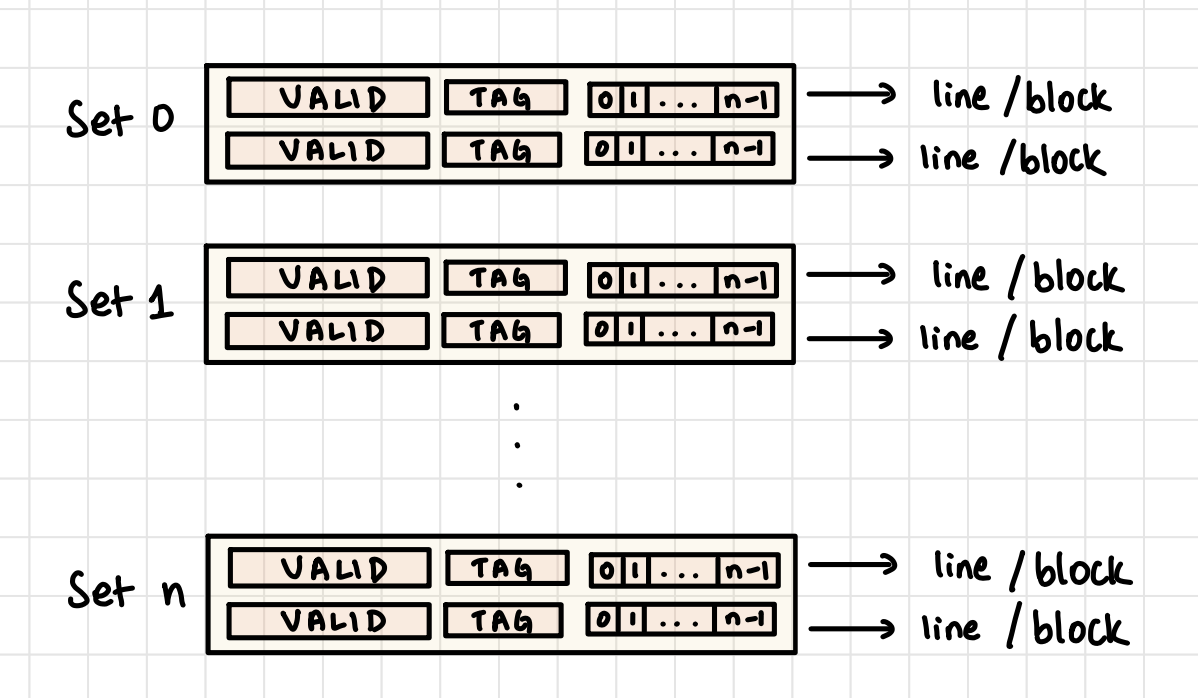 Set 0
VALID TAG 0 1 ... n-1 → line / block
VALID TAG 0 1 ... n-1 → line / block
Set 1
VALID TAG 0 1 ... n-1 → line / block
VALID TAG 0 1 ... n-1 → line / block
Set n
VALID TAG 0 1 ... n-1 → line / block
VALID TAG 0 1 ... n-1 → line / block